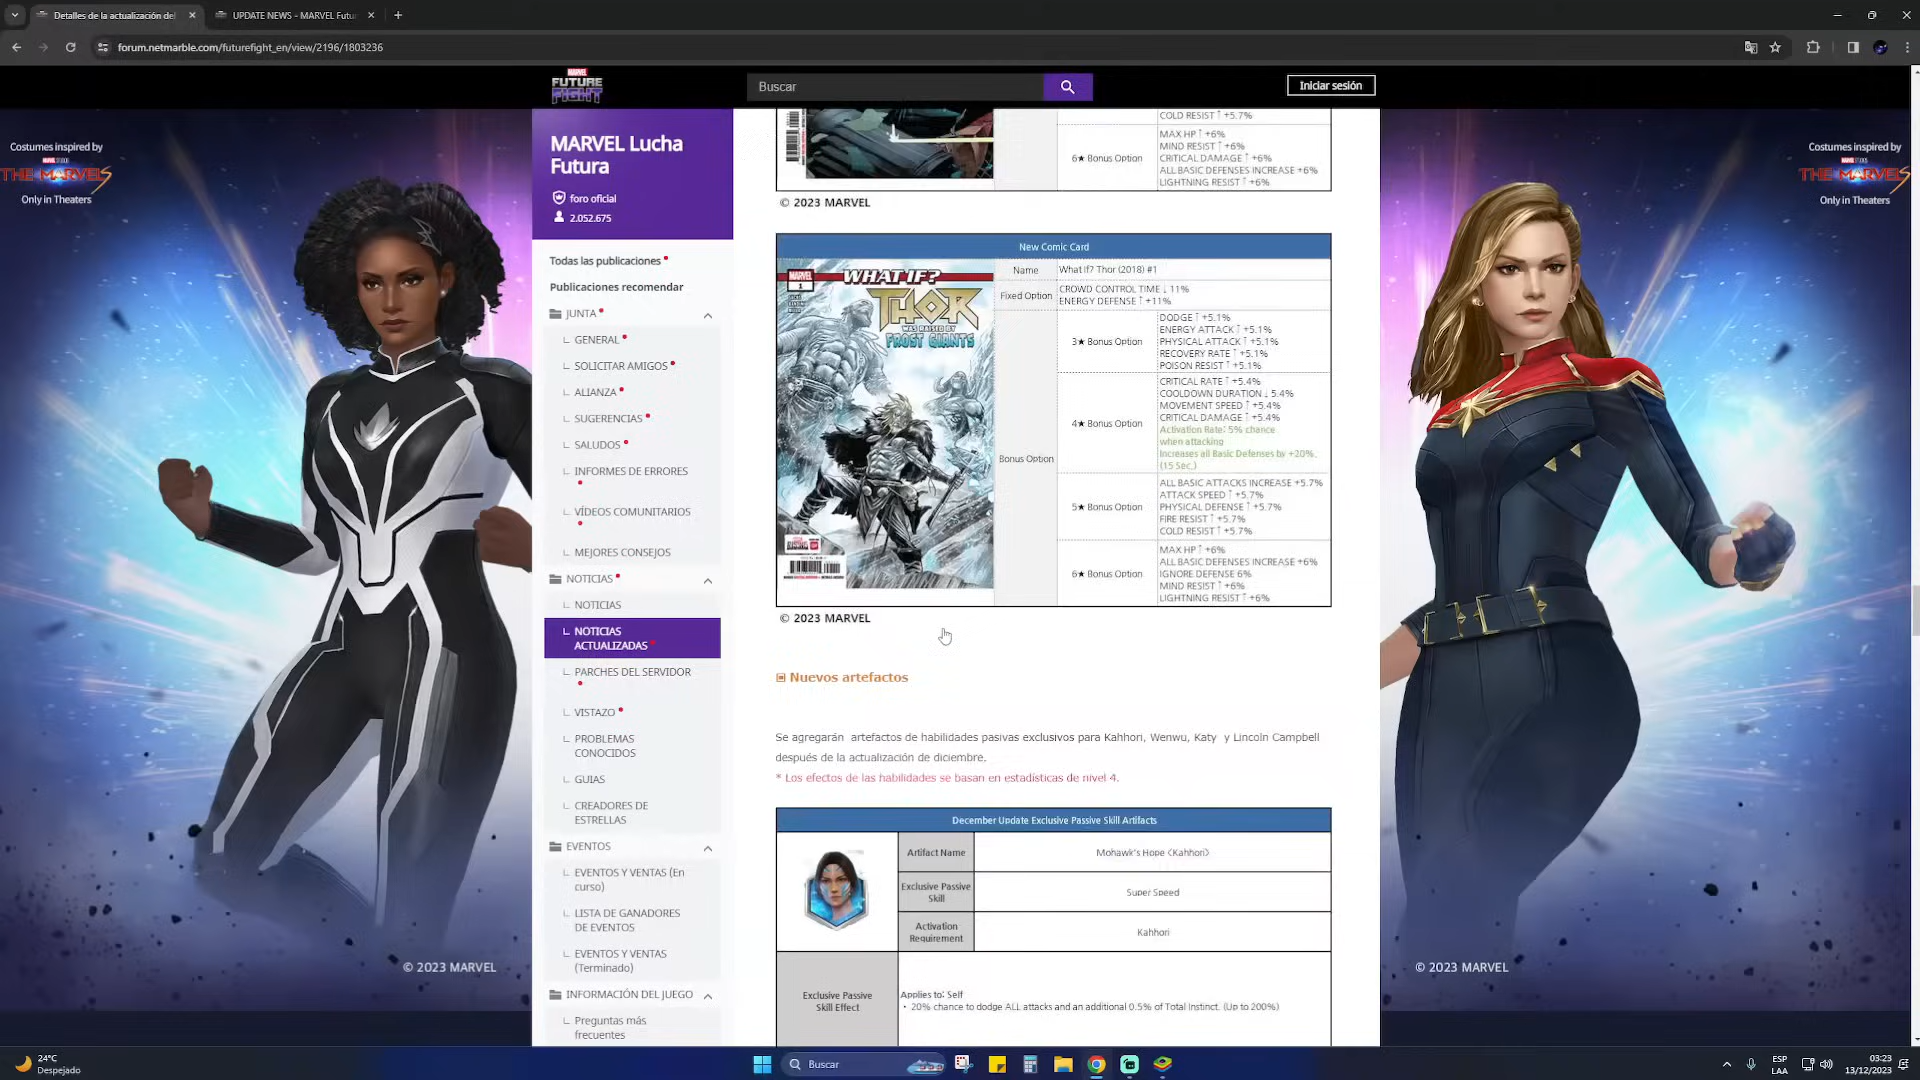 Detalles de la actualización del
UPDATE NEWS - MARVEL Futur
forum.netmarble.com/futurefight_en/view/2196/1803236
MARVEL
FUTURE
FIGHT
Buscar
Iniciar sesión
Costumes inspired by
MARVEL STUDIOS
THE MARVELS
Only in Theaters
Costumes inspired by
MARVEL STUDIOS
THE MARVELS
Only in Theaters
© 2023 MARVEL
© 2023 MARVEL
MARVEL Lucha
Futura
foro oficial
2.052.675
Todas las publicaciones
Publicaciones recomendar
JUNTA
GENERAL
SOLICITAR AMIGOS
ALIANZA
SUGERENCIAS
SALUDOS
INFORMES DE ERRORES
VÍDEOS COMUNITARIOS
MEJORES CONSEJOS
NOTICIAS
NOTICIAS
NOTICIAS
ACTUALIZADAS
PARCHES DEL SERVIDOR
VISTAZO
PROBLEMAS
CONOCIDOS
GUIAS
CREADORES DE
ESTRELLAS
EVENTOS
EVENTOS Y VENTAS (En
curso)
LISTA DE GANADORES
DE EVENTOS
EVENTOS Y VENTAS
(Terminado)
INFORMACIÓN DEL JUEGO
Preguntas más
frecuentes
COLD RESIST↑ +5.7%
6★ Bonus Option
MAX HP↑ +6%
MIND RESIST↑ +6%
CRITICAL DAMAGE↑ +6%
ALL BASIC DEFENSES INCREASE +6%
LIGHTNING RESIST↑ +6%
© 2023 MARVEL
New Comic Card
MARVEL
1
WHAT IF?
THOR
WAS RAISED BY
FROST GIANTS
Name
What If? Thor (2018) #1
Fixed Option
CROWD CONTROL TIME↓ 11%
ENERGY DEFENSE↑ +11%
Bonus Option
3★ Bonus Option
DODGE↑ +5.1%
ENERGY ATTACK↑ +5.1%
PHYSICAL ATTACK↑ +5.1%
RECOVERY RATE↑ +5.1%
POISON RESIST↑ +5.1%
4★ Bonus Option
CRITICAL RATE↑ +5.4%
COOLDOWN DURATION↓ 5.4%
MOVEMENT SPEED↑ +5.4%
CRITICAL DAMAGE↑ +5.4%
Activation Rate: 5% chance
when attacking
Increases all Basic Defenses by +20%.
(15 Sec.)
5★ Bonus Option
ALL BASIC ATTACKS INCREASE +5.7%
ATTACK SPEED↑ +5.7%
PHYSICAL DEFENSE↑ +5.7%
FIRE RESIST↑ +5.7%
COLD RESIST↑ +5.7%
6★ Bonus Option
MAX HP↑ +6%
ALL BASIC DEFENSES INCREASE +6%
IGNORE DEFENSE 6%
MIND RESIST↑ +6%
LIGHTNING RESIST↑ +6%
© 2023 MARVEL
Nuevos artefactos
Se agregarán artefactos de habilidades pasivas exclusivos para Kahhori, Wenwu, Katy y Lincoln Campbell
después de la actualización de diciembre.
* Los efectos de las habilidades se basan en estadísticas de nivel 4.
December Update Exclusive Passive Skill Artifacts
Artifact Name
Mohawk's Hope <Kahhori>
Exclusive Passive
Skill
Super Speed
Activation
Requirement
Kahhori
Exclusive Passive
Skill Effect
Applies to: Self
• 20% chance to dodge ALL attacks and an additional 0.5% of Total Instinct. (Up to 200%)
24°C
Despejado
Buscar
ESP
LAA
03:23
13/12/2023